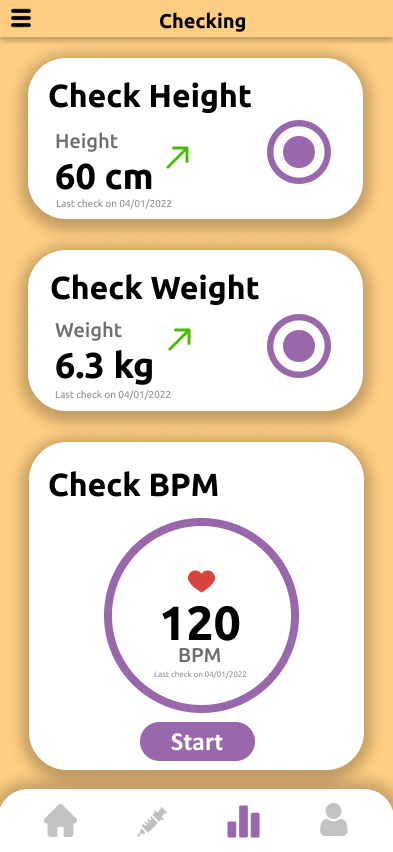 Checking
Check Height
Height
60 cm
Last check on 04/01/2022
Check Weight
Weight
6.3 kg
Last check on 04/01/2022
Check BPM
120
BPM
Last check on 04/01/2022
Start